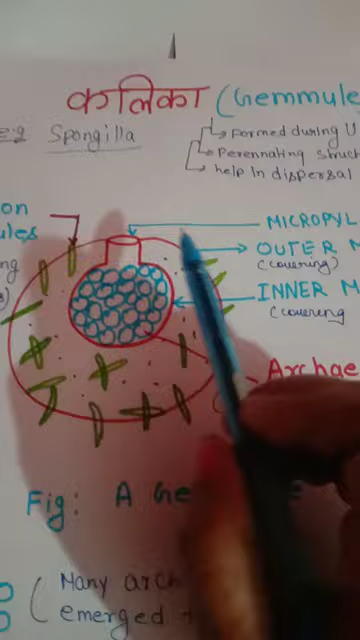 कलिका (Gemmule
e.g Spongilla
Formed during U
Perennating struct
help in dispersal
on
ules
ng
MICROPYL
OUTER M
(covering)
INNER M
(covering
Archae
Fig: A Ge
( Many arch
emerged